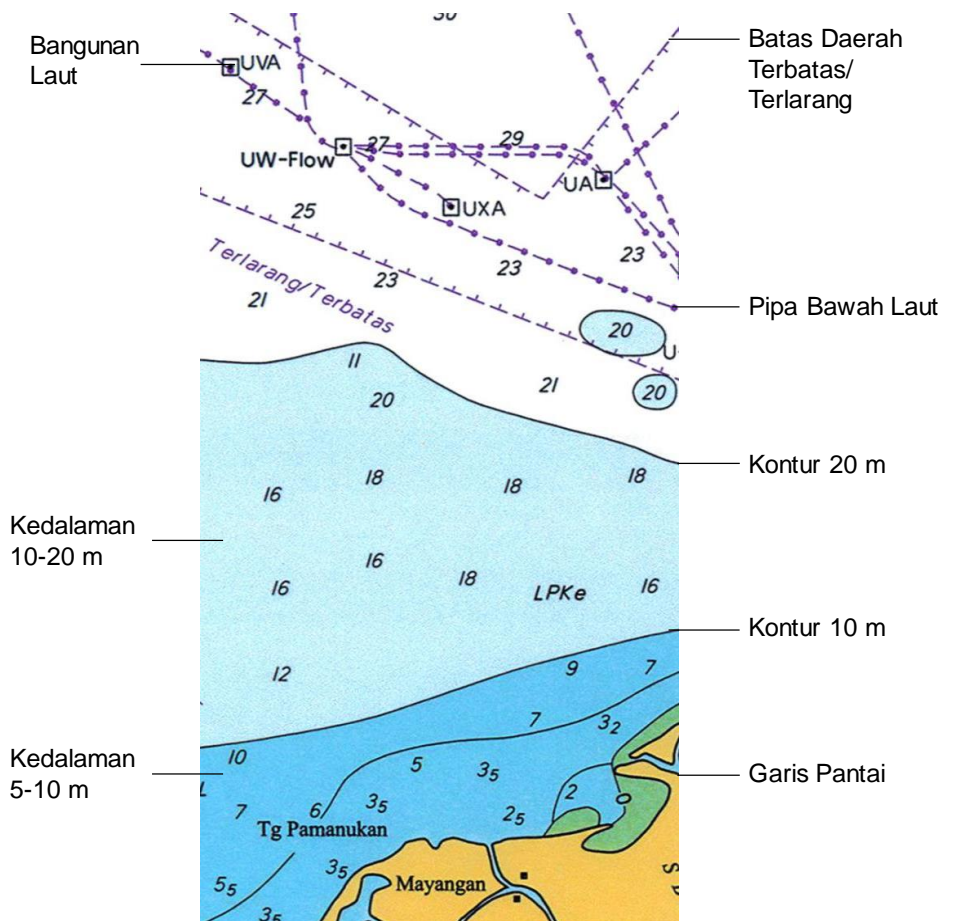 30
Bangunan
Laut
Batas Daerah
Terbatas/
Terlarang
UVA
27
27
29
UW-Flow
UA
UXA
25
23
23
23
Terlarang/Terbatas
21
Pipa Bawah Laut
20
11
21
20
20
Kontur 20 m
16
18
18
18
Kedalaman
10-20 m
16
16
18
LPKe
16
Kontur 10 m
12
9
7
7
32
10
Kedalaman
5-10 m
5
35
Garis Pantai
2
0
7
6
35
25
Tg Pamanukan
35
55
Mayangan
35